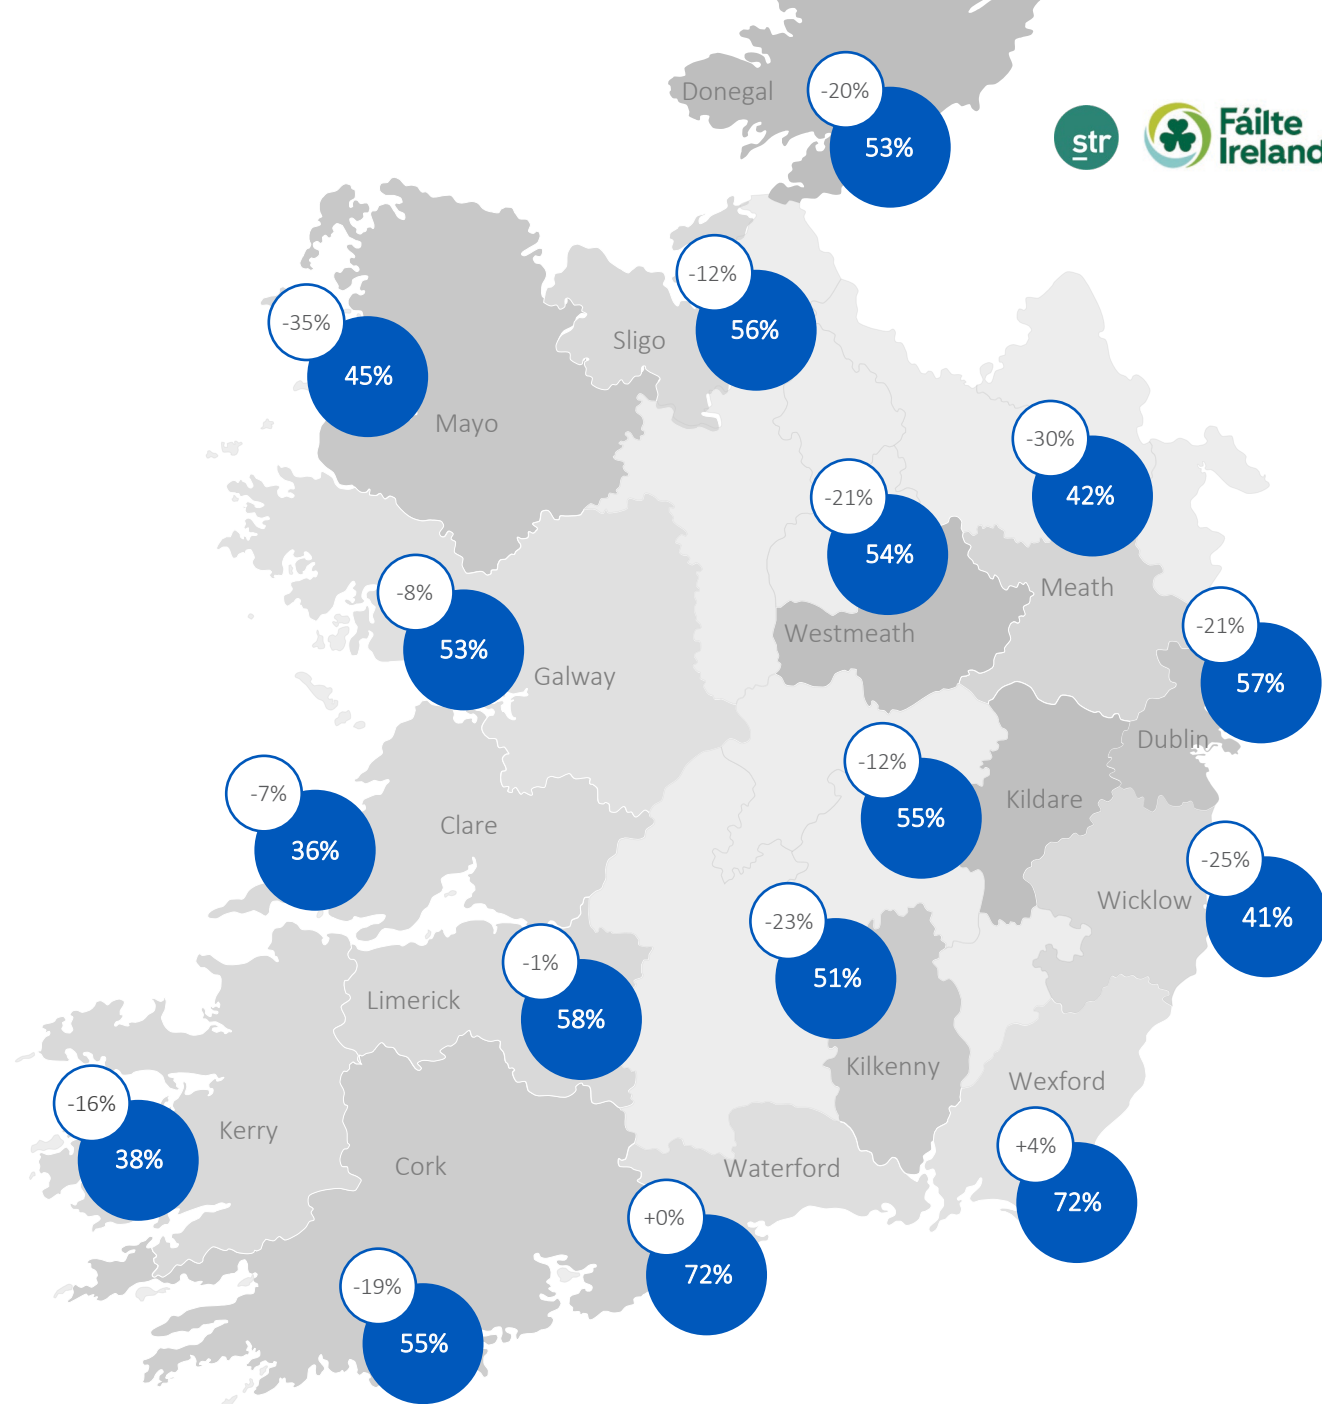 Donegal
-20%
53%
str
Fáilte
Ireland
-12%
56%
Sligo
-35%
45%
Mayo
-30%
42%
Meath
-21%
54%
Westmeath
-8%
53%
Galway
-21%
57%
Dublin
-12%
55%
Kildare
-7%
36%
Clare
-25%
41%
Wicklow
-23%
51%
Kilkenny
-1%
58%
Limerick
-16%
38%
Kerry
Cork
-19%
55%
Waterford
+0%
72%
Wexford
+4%
72%